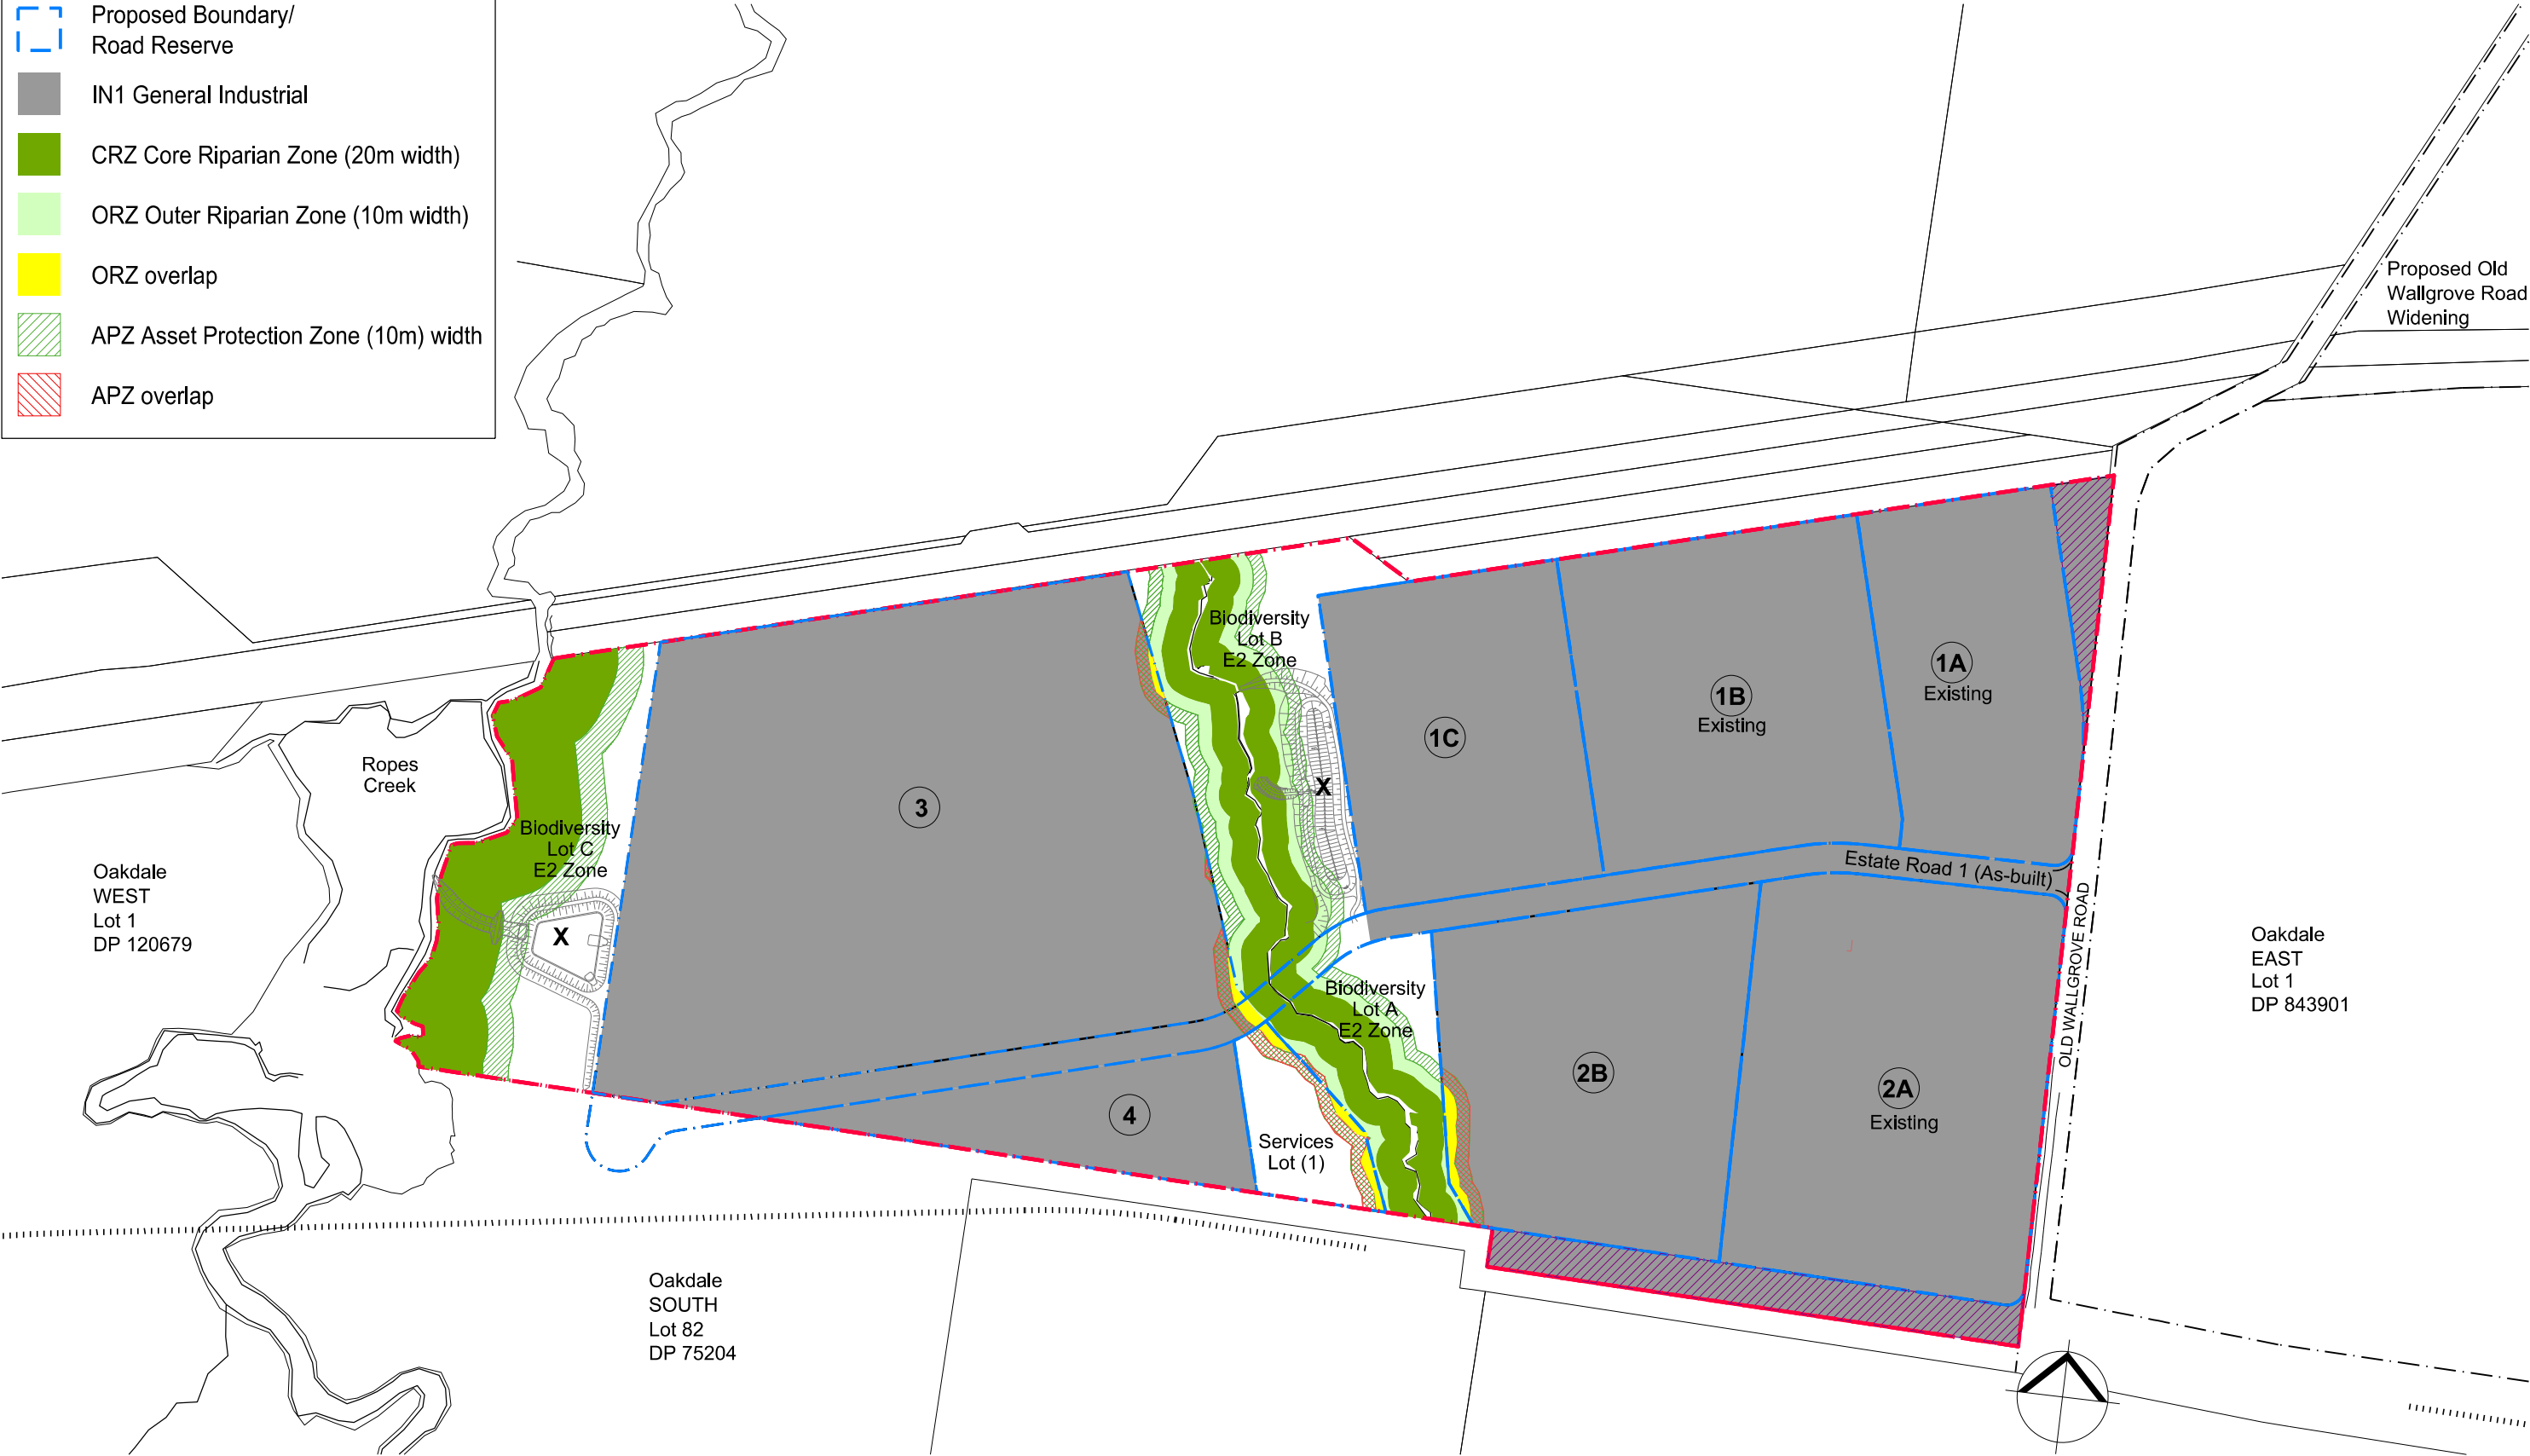 Proposed Boundary/
Road Reserve
IN1 General Industrial
CRZ Core Riparian Zone (20m width)
ORZ Outer Riparian Zone (10m width)
ORZ overlap
APZ Asset Protection Zone (10m) width
APZ overlap
Proposed Old
Wallgrove Road
Widening
Biodiversity
Lot B
E2 Zone
1A
Existing
1B
Existing
1C
X
3
Ropes
Creek
Biodiversity
Lot C
E2 Zone
X
Oakdale
WEST
Lot 1
DP 120679
Estate Road 1 (As-built)
OLD WALLGROVE ROAD
Oakdale
EAST
Lot 1
DP 843901
Biodiversity
Lot A
E2 Zone
2B
2A
Existing
4
Services
Lot (1)
Oakdale
SOUTH
Lot 82
DP 75204